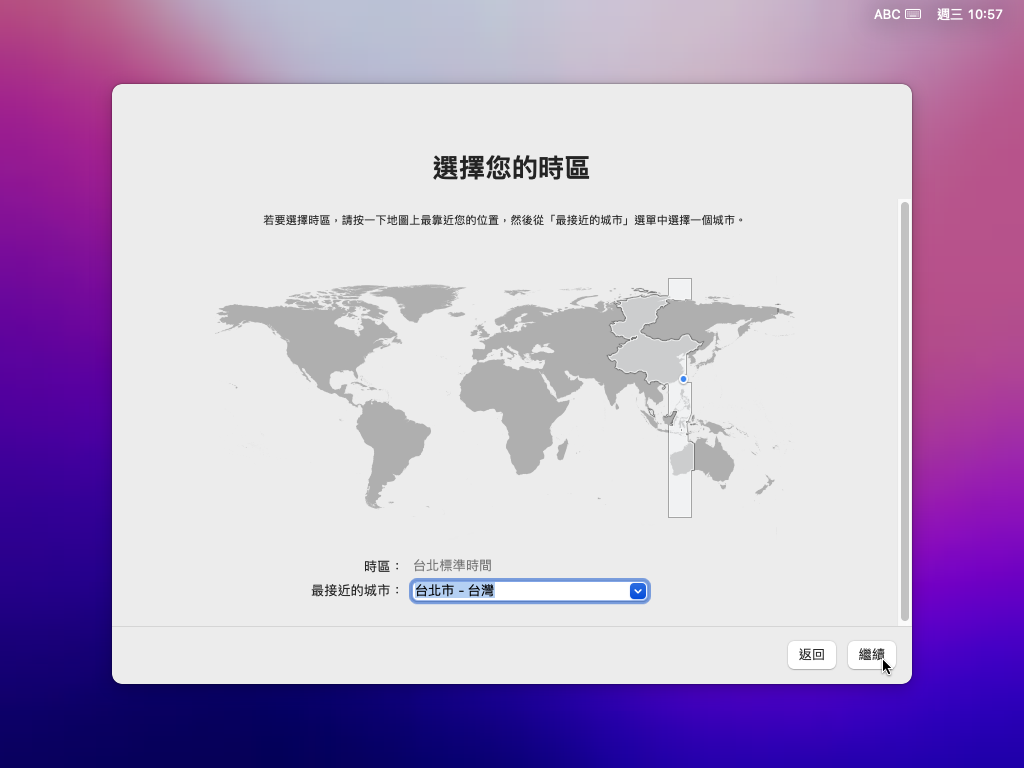 ABC 週三 10:57
選擇您的時區
若要選擇時區，請按一下地圖上最靠近您的位置，然後從「最接近的城市」選單中選擇一個城市。
時區： 台北標準時間
最接近的城市： 台北市 - 台灣
返回 繼續